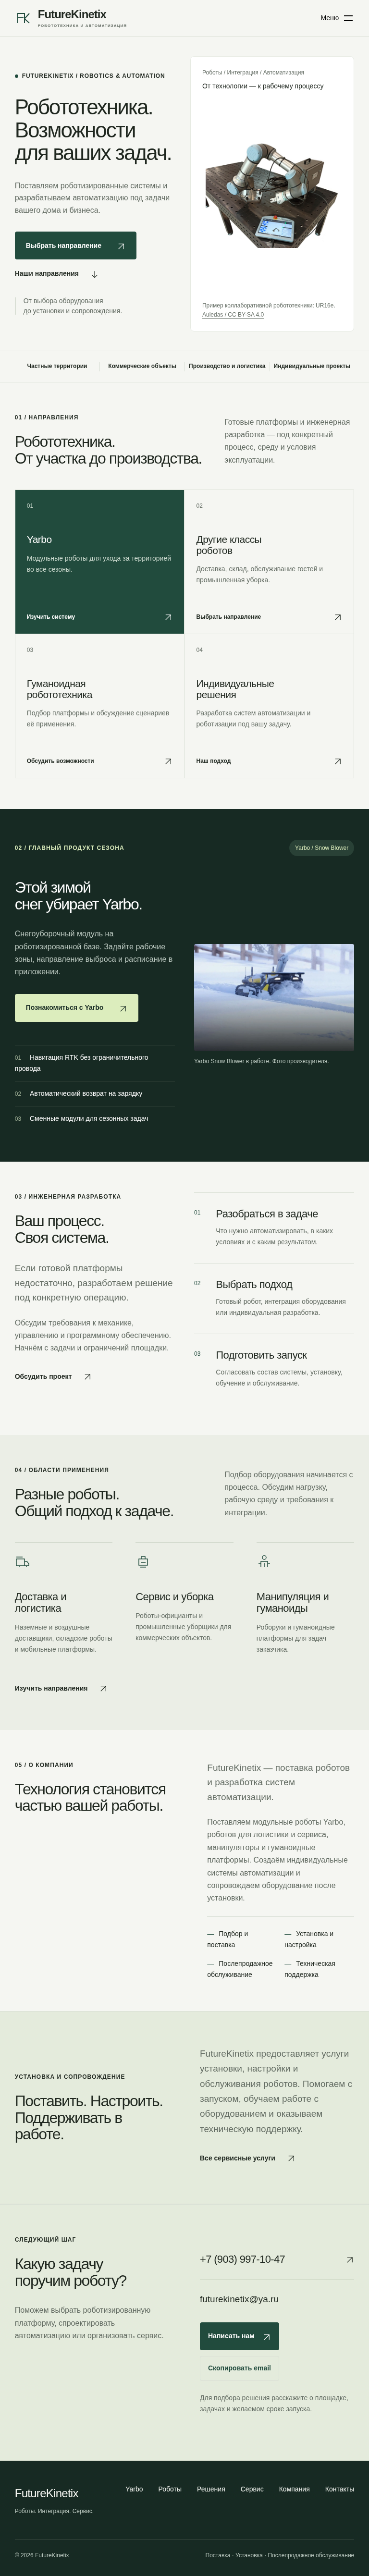 FutureKinetix
РОБОТОТЕХНИКА И АВТОМАТИЗАЦИЯ
Меню
FUTUREKINETIX / ROBOTICS & AUTOMATION
Робототехника.
Возможности
для ваших задач.
Поставляем роботизированные системы и
разрабатываем автоматизацию под задачи
вашего дома и бизнеса.
Выбрать направление
Наши направления
От выбора оборудования
до установки и сопровождения.
Роботы / Интеграция / Автоматизация
От технологии — к рабочему процессу
Пример коллаборативной робототехники: UR16e.
Auledas / CC BY-SA 4.0
Частные территории
Коммерческие объекты
Производство и логистика
Индивидуальные проекты
01 / НАПРАВЛЕНИЯ
Робототехника.
От участка до производства.
Готовые платформы и инженерная
разработка — под конкретный
процесс, среду и условия
эксплуатации.
01
Yarbo
Модульные роботы для ухода за территорией
во все сезоны.
Изучить систему
02
Другие классы
роботов
Доставка, склад, обслуживание гостей и
промышленная уборка.
Выбрать направление
03
Гуманоидная
робототехника
Подбор платформы и обсуждение сценариев
её применения.
Обсудить возможности
04
Индивидуальные
решения
Разработка систем автоматизации и
роботизации под вашу задачу.
Наш подход
02 / ГЛАВНЫЙ ПРОДУКТ СЕЗОНА
Yarbo / Snow Blower
Этой зимой
снег убирает Yarbo.
Снегоуборочный модуль на
роботизированной базе. Задайте рабочие
зоны, направление выброса и расписание в
приложении.
Познакомиться с Yarbo
01 Навигация RTK без ограничительного
провода
02 Автоматический возврат на зарядку
03 Сменные модули для сезонных задач
Yarbo Snow Blower в работе. Фото производителя.
03 / ИНЖЕНЕРНАЯ РАЗРАБОТКА
Ваш процесс.
Своя система.
Если готовой платформы
недостаточно, разработаем решение
под конкретную операцию.
Обсудим требования к механике,
управлению и программному обеспечению.
Начнём с задачи и ограничений площадки.
Обсудить проект
01 Разобраться в задаче
Что нужно автоматизировать, в каких
условиях и с каким результатом.
02 Выбрать подход
Готовый робот, интеграция оборудования
или индивидуальная разработка.
03 Подготовить запуск
Согласовать состав системы, установку,
обучение и обслуживание.
04 / ОБЛАСТИ ПРИМЕНЕНИЯ
Разные роботы.
Общий подход к задаче.
Подбор оборудования начинается с
процесса. Обсудим нагрузку,
рабочую среду и требования к
интеграции.
Доставка и
логистика
Наземные и воздушные
доставщики, складские роботы
и мобильные платформы.
Сервис и уборка
Роботы-официанты и
промышленные уборщики для
коммерческих объектов.
Манипуляция и
гуманоиды
Роборуки и гуманоидные
платформы для задач
заказчика.
Изучить направления
05 / О КОМПАНИИ
Технология становится
частью вашей работы.
FutureKinetix — поставка роботов
и разработка систем
автоматизации.
Поставляем модульные роботы Yarbo,
роботов для логистики и сервиса,
манипуляторы и гуманоидные
платформы. Создаём индивидуальные
системы автоматизации и
сопровождаем оборудование после
установки.
— Подбор и
поставка
— Установка и
настройка
— Послепродажное
обслуживание
— Техническая
поддержка
УСТАНОВКА И СОПРОВОЖДЕНИЕ
Поставить. Настроить.
Поддерживать в
работе.
FutureKinetix предоставляет услуги
установки, настройки и
обслуживания роботов. Помогаем с
запуском, обучаем работе с
оборудованием и оказываем
техническую поддержку.
Все сервисные услуги
СЛЕДУЮЩИЙ ШАГ
Какую задачу
поручим роботу?
Поможем выбрать роботизированную
платформу, спроектировать
автоматизацию или организовать сервис.
+7 (903) 997-10-47
futurekinetix@ya.ru
Написать нам
Скопировать email
Для подбора решения расскажите о площадке,
задачах и желаемом сроке запуска.
FutureKinetix
Роботы. Интеграция. Сервис.
Yarbo
Роботы
Решения
Сервис
Компания
Контакты
© 2026 FutureKinetix
Поставка · Установка · Послепродажное обслуживание